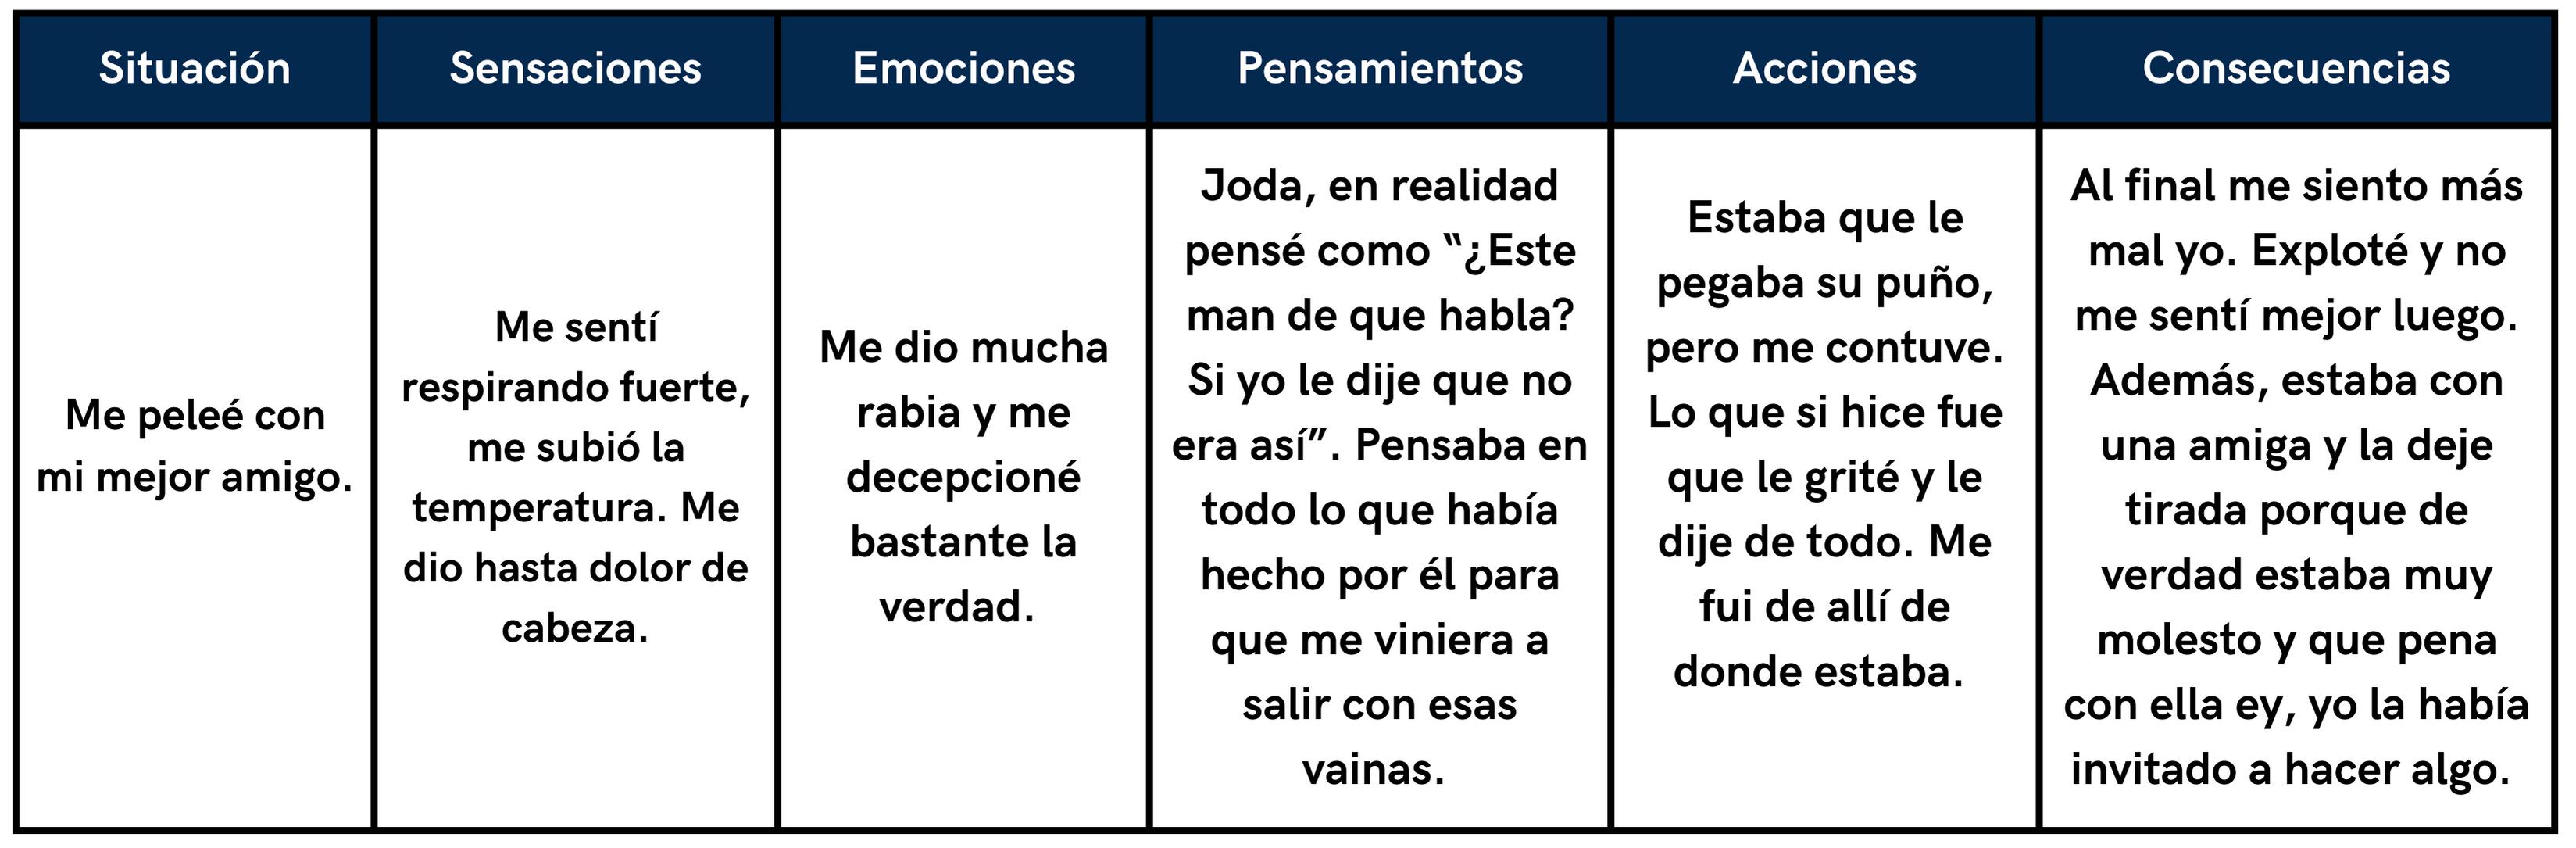 Situación
Sensaciones
Emociones
Pensamientos
Acciones
Consecuencias
Me peleé con
mi mejor amigo.
Me sentí
respirando fuerte,
me subió la
temperatura. Me
dio hasta dolor de
cabeza.
Me dio mucha
rabia y me
decepcioné
bastante la
verdad.
Joda, en realidad
pensé como “¿Este
man de que habla?
Si yo le dije que no
era así”. Pensaba en
todo lo que había
hecho por él para
que me viniera a
salir con esas
vainas.
Estaba que le
pegaba su puño,
pero me contuve.
Lo que si hice fue
que le grité y le
dije de todo. Me
fui de allí de
donde estaba.
Al final me siento más
mal yo. Exploté y no
me sentí mejor luego.
Además, estaba con
una amiga y la deje
tirada porque de
verdad estaba muy
molesto y que pena
con ella ey, yo la había
invitado a hacer algo.